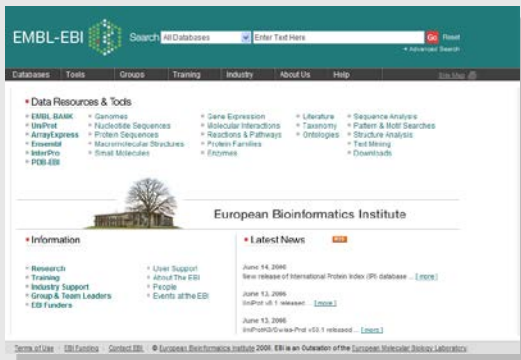 EMBL-EBI Search All Databases Enter Text Here Go Reset
Advanced Search
Databases Tools Groups Training Industry About Us Help Site Map
Data Resources & Tools
EMBL-BANK Genomes Gene Expression Literature Sequence Analysis
UniProt Nucleotide Sequences Molecular Interactions Taxonomy Pattern & Motif Searches
ArrayExpress Protein Sequences Reactions & Pathways Ontologies Structure Analysis
Ensembl Macromolecular Structures Protein Families Text Mining
InterPro Small Molecules Enzymes Downloads
PDB-EBI
European Bioinformatics Institute
Information Latest News
June 14, 2006
Research User Support New release of International Protein Index (IPI) database ... [more]
Training About The EBI
Industry Support People June 13, 2006
Group & Team Leaders Events at the EBI UniProt v8.1 released ... [more]
EBI Funders
June 13, 2006
UniProtKB/Swiss-Prot released... [more]
Terms of Use EBI Funding Contact EBI © European Bioinformatics Institute 2006. EBI is an Outstation of the European Molecular Biology Laboratory.